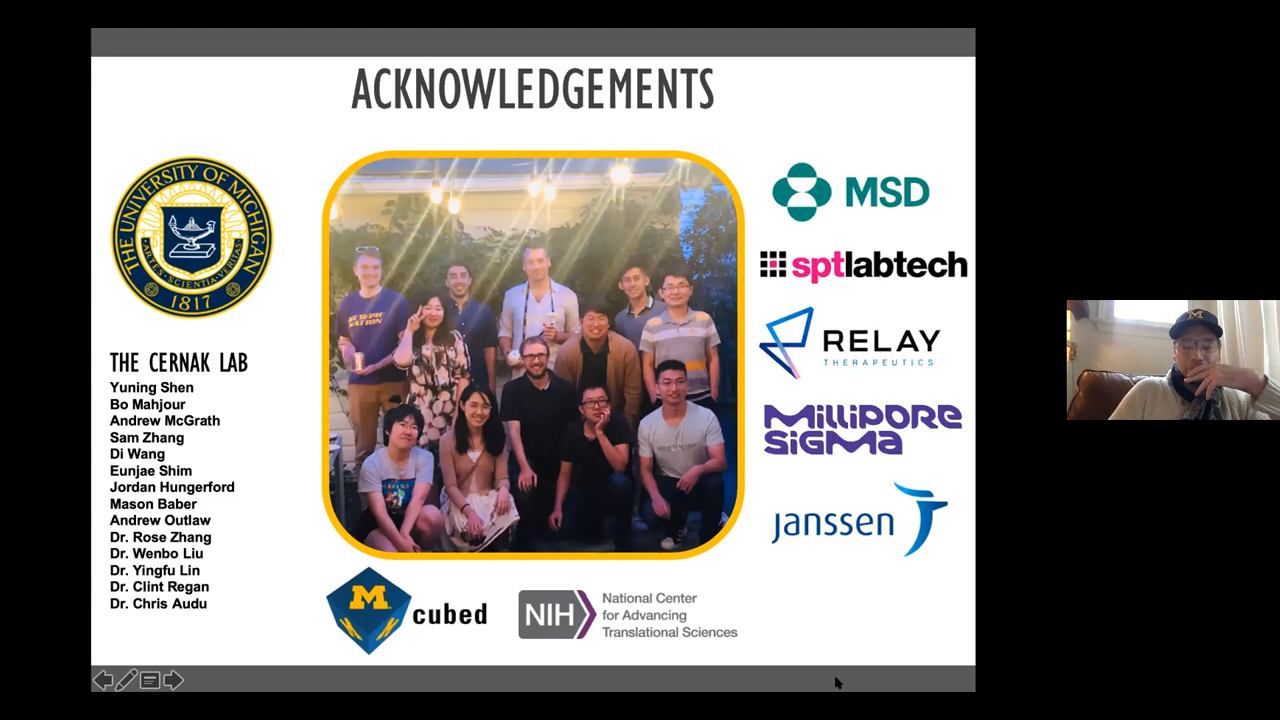 ACKNOWLEDGEMENTS
THE UNIVERSITY OF MICHIGAN
ARTES · SCIENTIA · VERITAS
1817
THE CERNAK LAB
Yuning Shen
Bo Mahjour
Andrew McGrath
Sam Zhang
Di Wang
Eunjae Shim
Jordan Hungerford
Mason Baber
Andrew Outlaw
Dr. Rose Zhang
Dr. Wenbo Liu
Dr. Yingfu Lin
Dr. Clint Regan
Dr. Chris Audu
NATION
M
cubed
NIH
National Center
for Advancing
Translational Sciences
MSD
sptlabtech
RELAY
THERAPEUTICS
MilliPORE
SiGMa
janssen
M